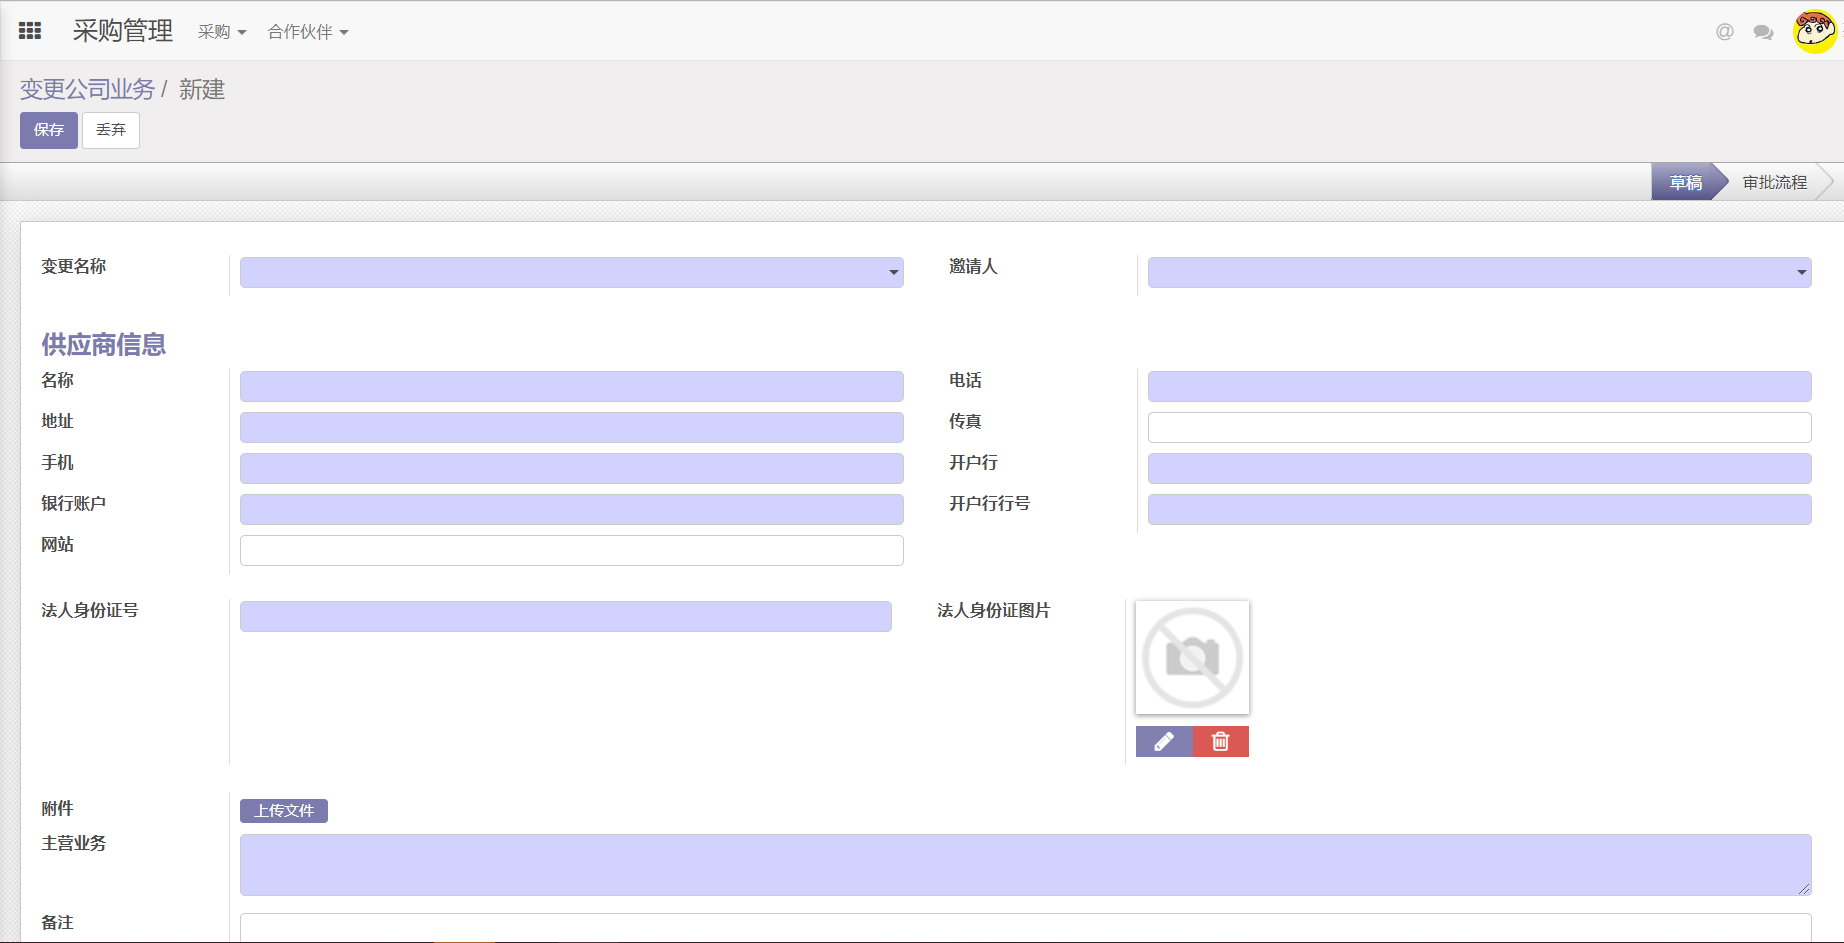 采购管理 采购 合作伙伴 @
变更公司业务 / 新建
保存 丢弃
草稿 审批流程
变更名称 邀请人
供应商信息
名称 电话
地址 传真
手机 开户行
银行账户 开户行行号
网站
法人身份证号 法人身份证图片
附件 上传文件
主营业务
备注